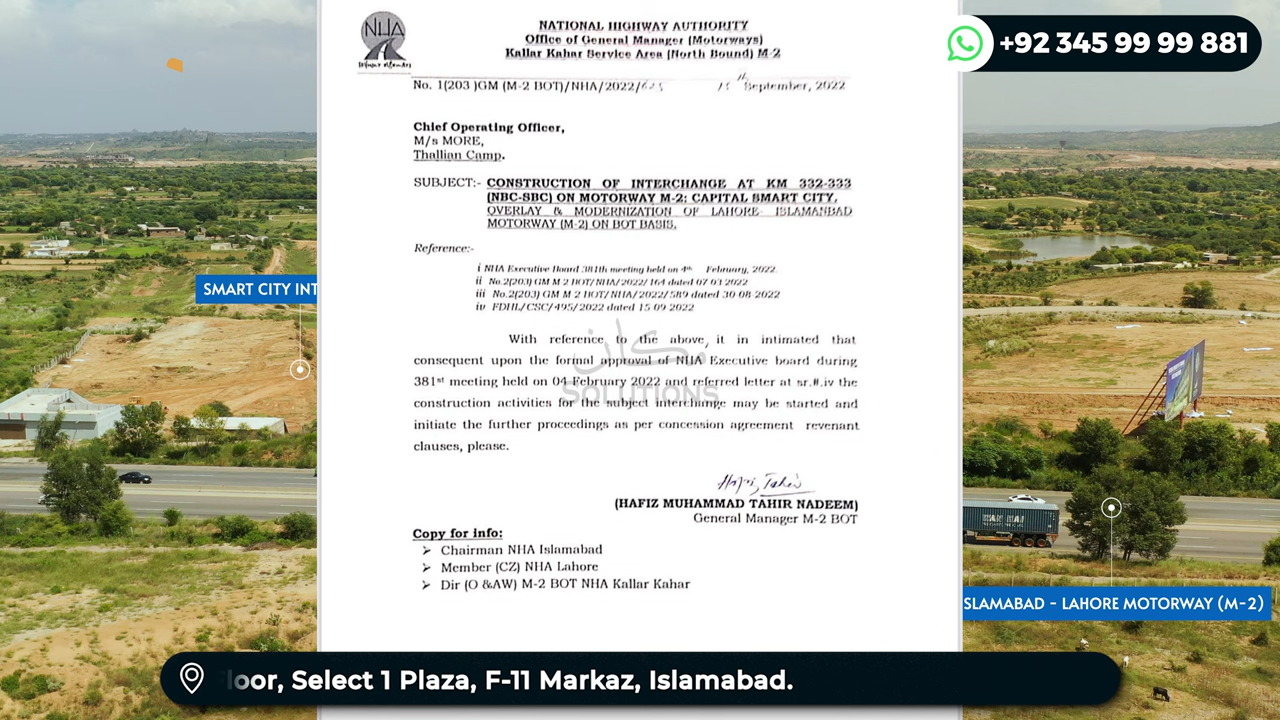 NHA
NATIONAL HIGHWAY AUTHORITY
Office of General Manager (Motorways)
Kallar Kahar Service Area (North Bound) M-2
No. 1(203 )GM (M-2 BOT)/NHA/2022/ September, 2022
+92 345 99 99 881
Chief Operating Officer,
M/s MORE,
Thallian Camp.
SUBJECT:- CONSTRUCTION OF INTERCHANGE AT KM 332-333
(NBC-SBC) ON MOTORWAY M-2: CAPITAL SMART CITY.
OVERLAY & MODERNIZATION OF LAHORE- ISLAMANBAD
MOTORWAY (M-2) ON BOT BASIS.
Reference:-
i NHA Executive Board 381th meeting held on 4th February, 2022.
ii No.2(203) GM M 2 BOT/NHA/2022/164 dated 07-03-2022
iii No.2(203) GM M 2 BOT/NHA/2022/589 dated 30-08-2022
iv FDHL/CSC/495/2022 dated 15-09-2022
SMART CITY INT
With reference to the above, it in intimated that
consequent upon the formal approval of NHA Executive board during
381st meeting held on 04 February 2022 and referred letter at sr.#.iv the
construction activities for the subject interchange may be started and
initiate the further proceedings as per concession agreement revenant
clauses, please.
مکان
SOLUTIONS
(HAFIZ MUHAMMAD TAHIR NADEEM)
General Manager M-2 BOT
Copy for info:
➢ Chairman NHA Islamabad
➢ Member (CZ) NHA Lahore
➢ Dir (O &AW) M-2 BOT NHA Kallar Kahar
SLAMABAD - LAHORE MOTORWAY (M-2)
loor, Select 1 Plaza, F-11 Markaz, Islamabad.